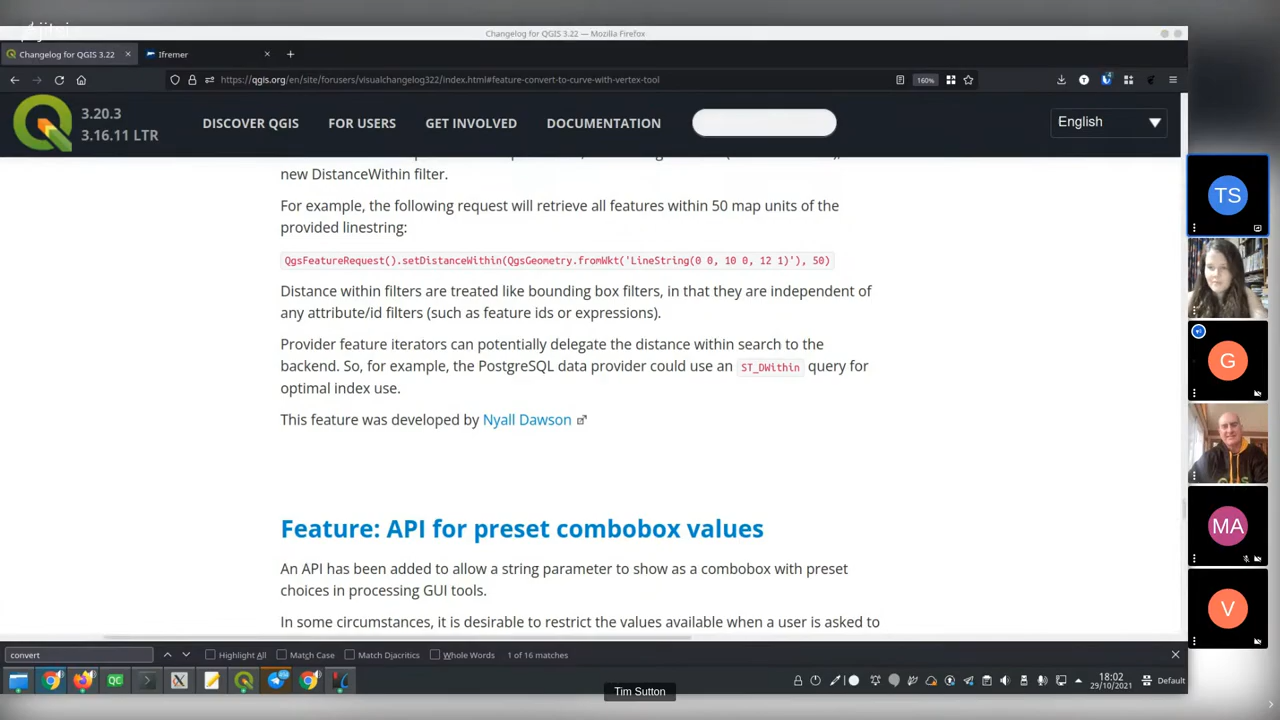 jitsi
Changelog for QGIS 3.22 — Mozilla Firefox
Changelog for QGIS 3.22
Ifremer
https://qgis.org/en/site/forusers/visualchangelog322/index.html#feature-convert-to-curve-with-vertex-tool
160%
3.20.3
3.16.11 LTR
DISCOVER QGIS
FOR USERS
GET INVOLVED
DOCUMENTATION
English
new DistanceWithin filter.
For example, the following request will retrieve all features within 50 map units of the
provided linestring:
QgsFeatureRequest().setDistanceWithin(QgsGeometry.fromWkt('LineString(0 0, 10 0, 12 1)'), 50)
Distance within filters are treated like bounding box filters, in that they are independent of
any attribute/id filters (such as feature ids or expressions).
Provider feature iterators can potentially delegate the distance within search to the
backend. So, for example, the PostgreSQL data provider could use an ST_DWithin query for
optimal index use.
This feature was developed by Nyall Dawson
Feature: API for preset combobox values
An API has been added to allow a string parameter to show as a combobox with preset
choices in processing GUI tools.
In some circumstances, it is desirable to restrict the values available when a user is asked to
convert
Highlight All
Match Case
Match Diacritics
Whole Words
1 of 16 matches
18:02
29/10/2021
Default
Tim Sutton
TS
G
QGIS
MA
V